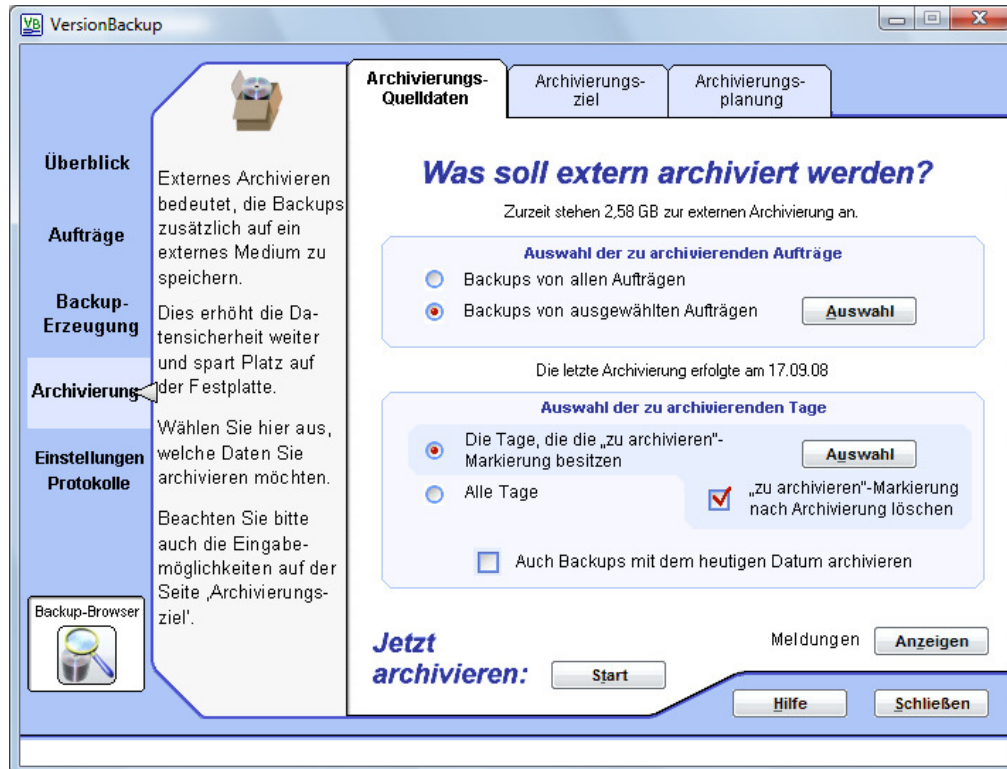 VersionBackup
Überblick
Aufträge
Backup-
Erzeugung
Archivierung
Einstellungen
Protokolle
Backup-Browser
Externes Archivieren
bedeutet, die Backups
zusätzlich auf ein
externes Medium zu
speichern.
Dies erhöht die Da-
tensicherheit weiter
und spart Platz auf
der Festplatte.
Wählen Sie hier aus,
welche Daten Sie
archivieren möchten.
Beachten Sie bitte
auch die Eingabe-
möglichkeiten auf der
Seite ‚Archivierungs-
ziel'.
Archivierungs-
Quelldaten
Archivierungs-
ziel
Archivierungs-
planung
Was soll extern archiviert werden?
Zurzeit stehen 2,58 GB zur externen Archivierung an.
Auswahl der zu archivierenden Aufträge
Backups von allen Aufträgen
Backups von ausgewählten Aufträgen
Auswahl
Die letzte Archivierung erfolgte am 17.09.08
Auswahl der zu archivierenden Tage
Die Tage, die die „zu archivieren"-
Markierung besitzen
Auswahl
Alle Tage
„zu archivieren"-Markierung
nach Archivierung löschen
Auch Backups mit dem heutigen Datum archivieren
Jetzt
archivieren:
Start
Meldungen
Anzeigen
Hilfe
Schließen